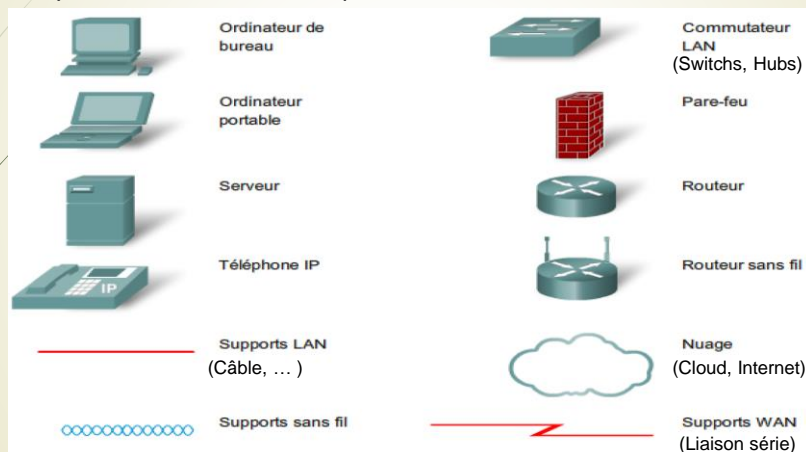 Ordinateur de
bureau
Commutateur
LAN
(Switchs, Hubs)
Ordinateur
portable
Pare-feu
Serveur
Routeur
Téléphone IP
IP
Routeur sans fil
Supports LAN
(Câble, … )
Nuage
(Cloud, Internet)
Supports sans fil
Supports WAN
(Liaison série)